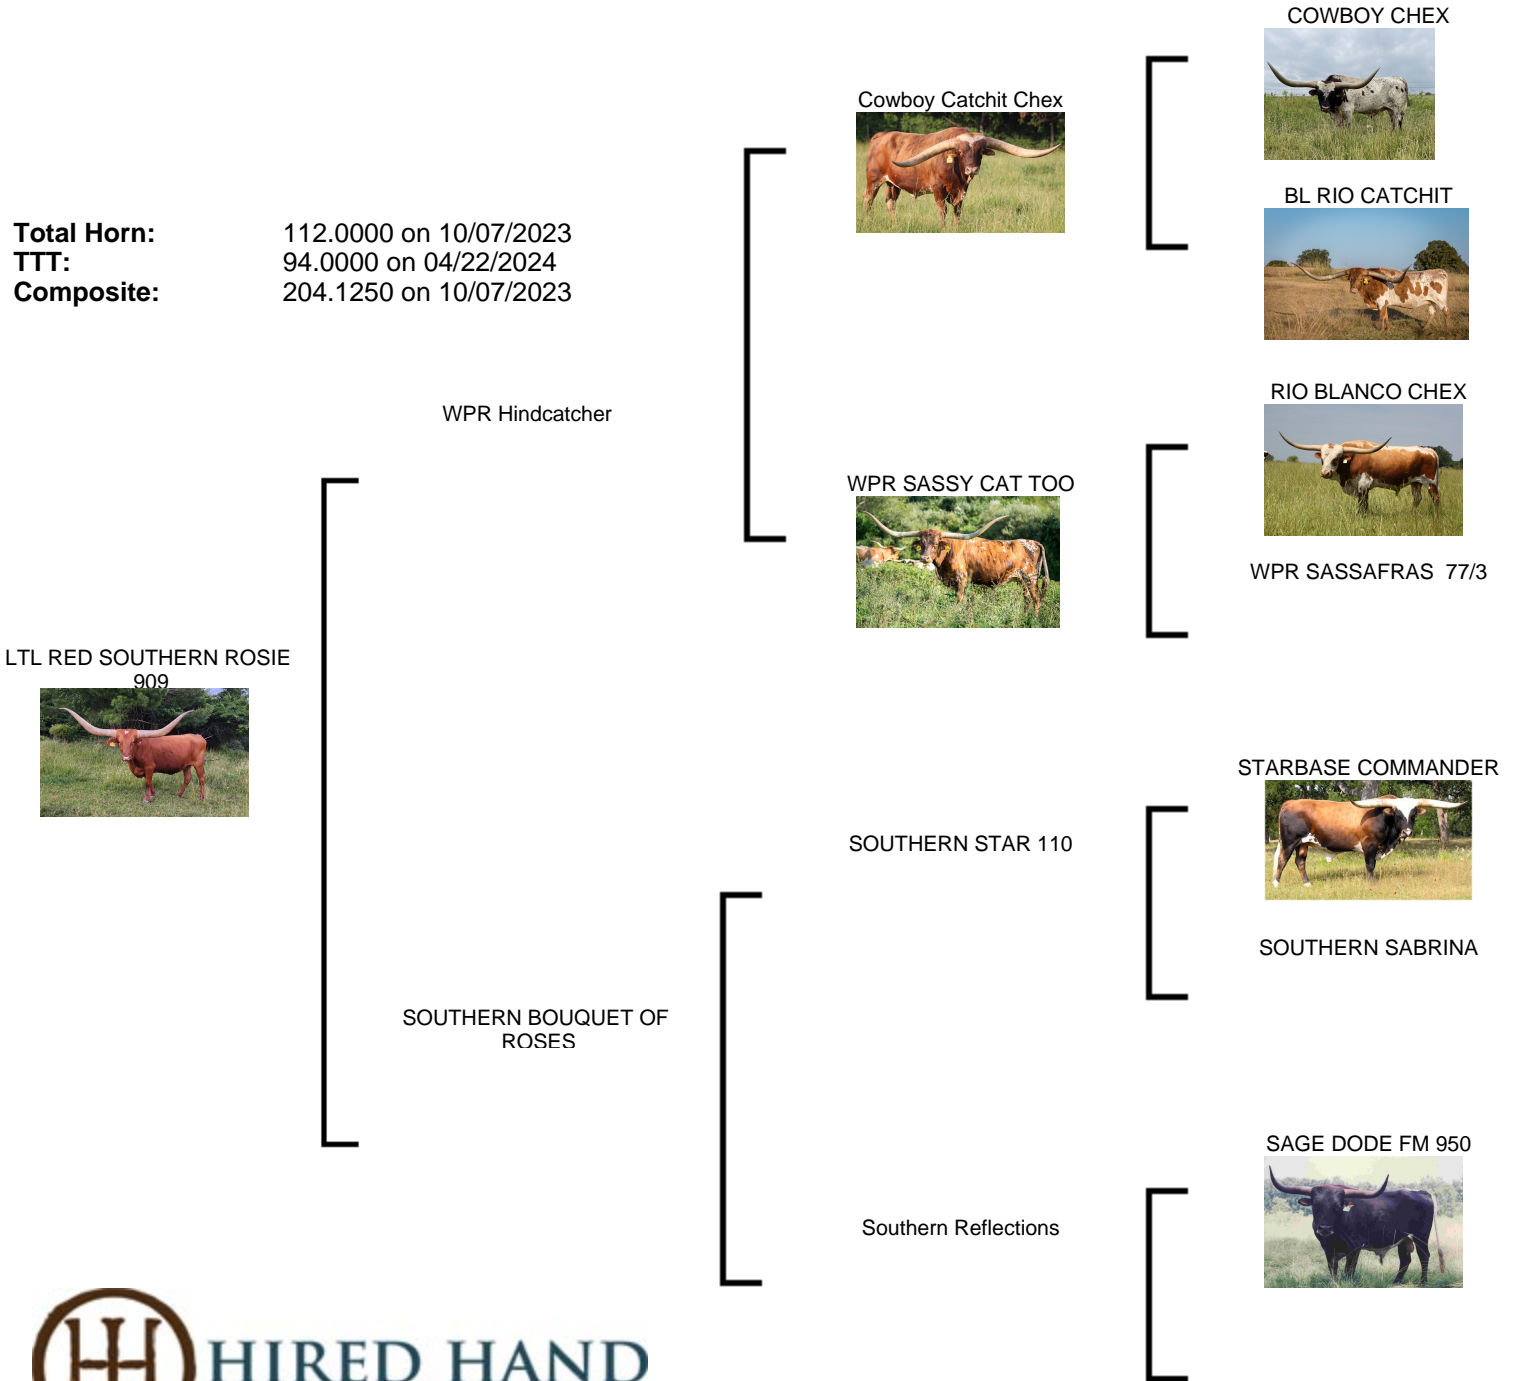 COWBOY CHEX
Cowboy Catchit Chex
BL RIO CATCHIT
Total Horn: 112.0000 on 10/07/2023
TTT: 94.0000 on 04/22/2024
Composite: 204.1250 on 10/07/2023
RIO BLANCO CHEX
WPR Hindcatcher
WPR SASSY CAT TOO
WPR SASSAFRAS 77/3
LTL RED SOUTHERN ROSIE
909
STARBASE COMMANDER
SOUTHERN STAR 110
SOUTHERN SABRINA
SOUTHERN BOUQUET OF
ROSES
SAGE DODE FM 950
Southern Reflections
HIRED HAND